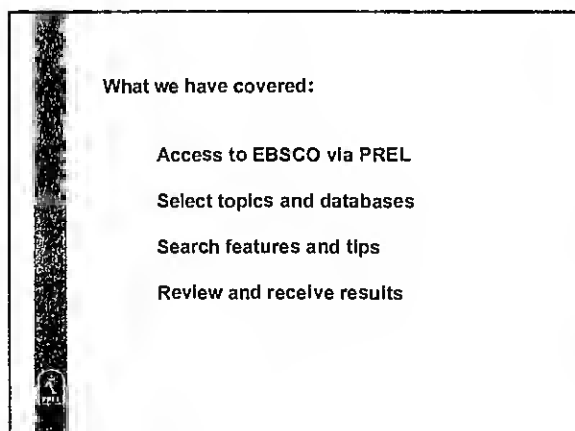 What we have covered:
Access to EBSCO via PREL
Select topics and databases
Search features and tips
Review and receive results
PREL